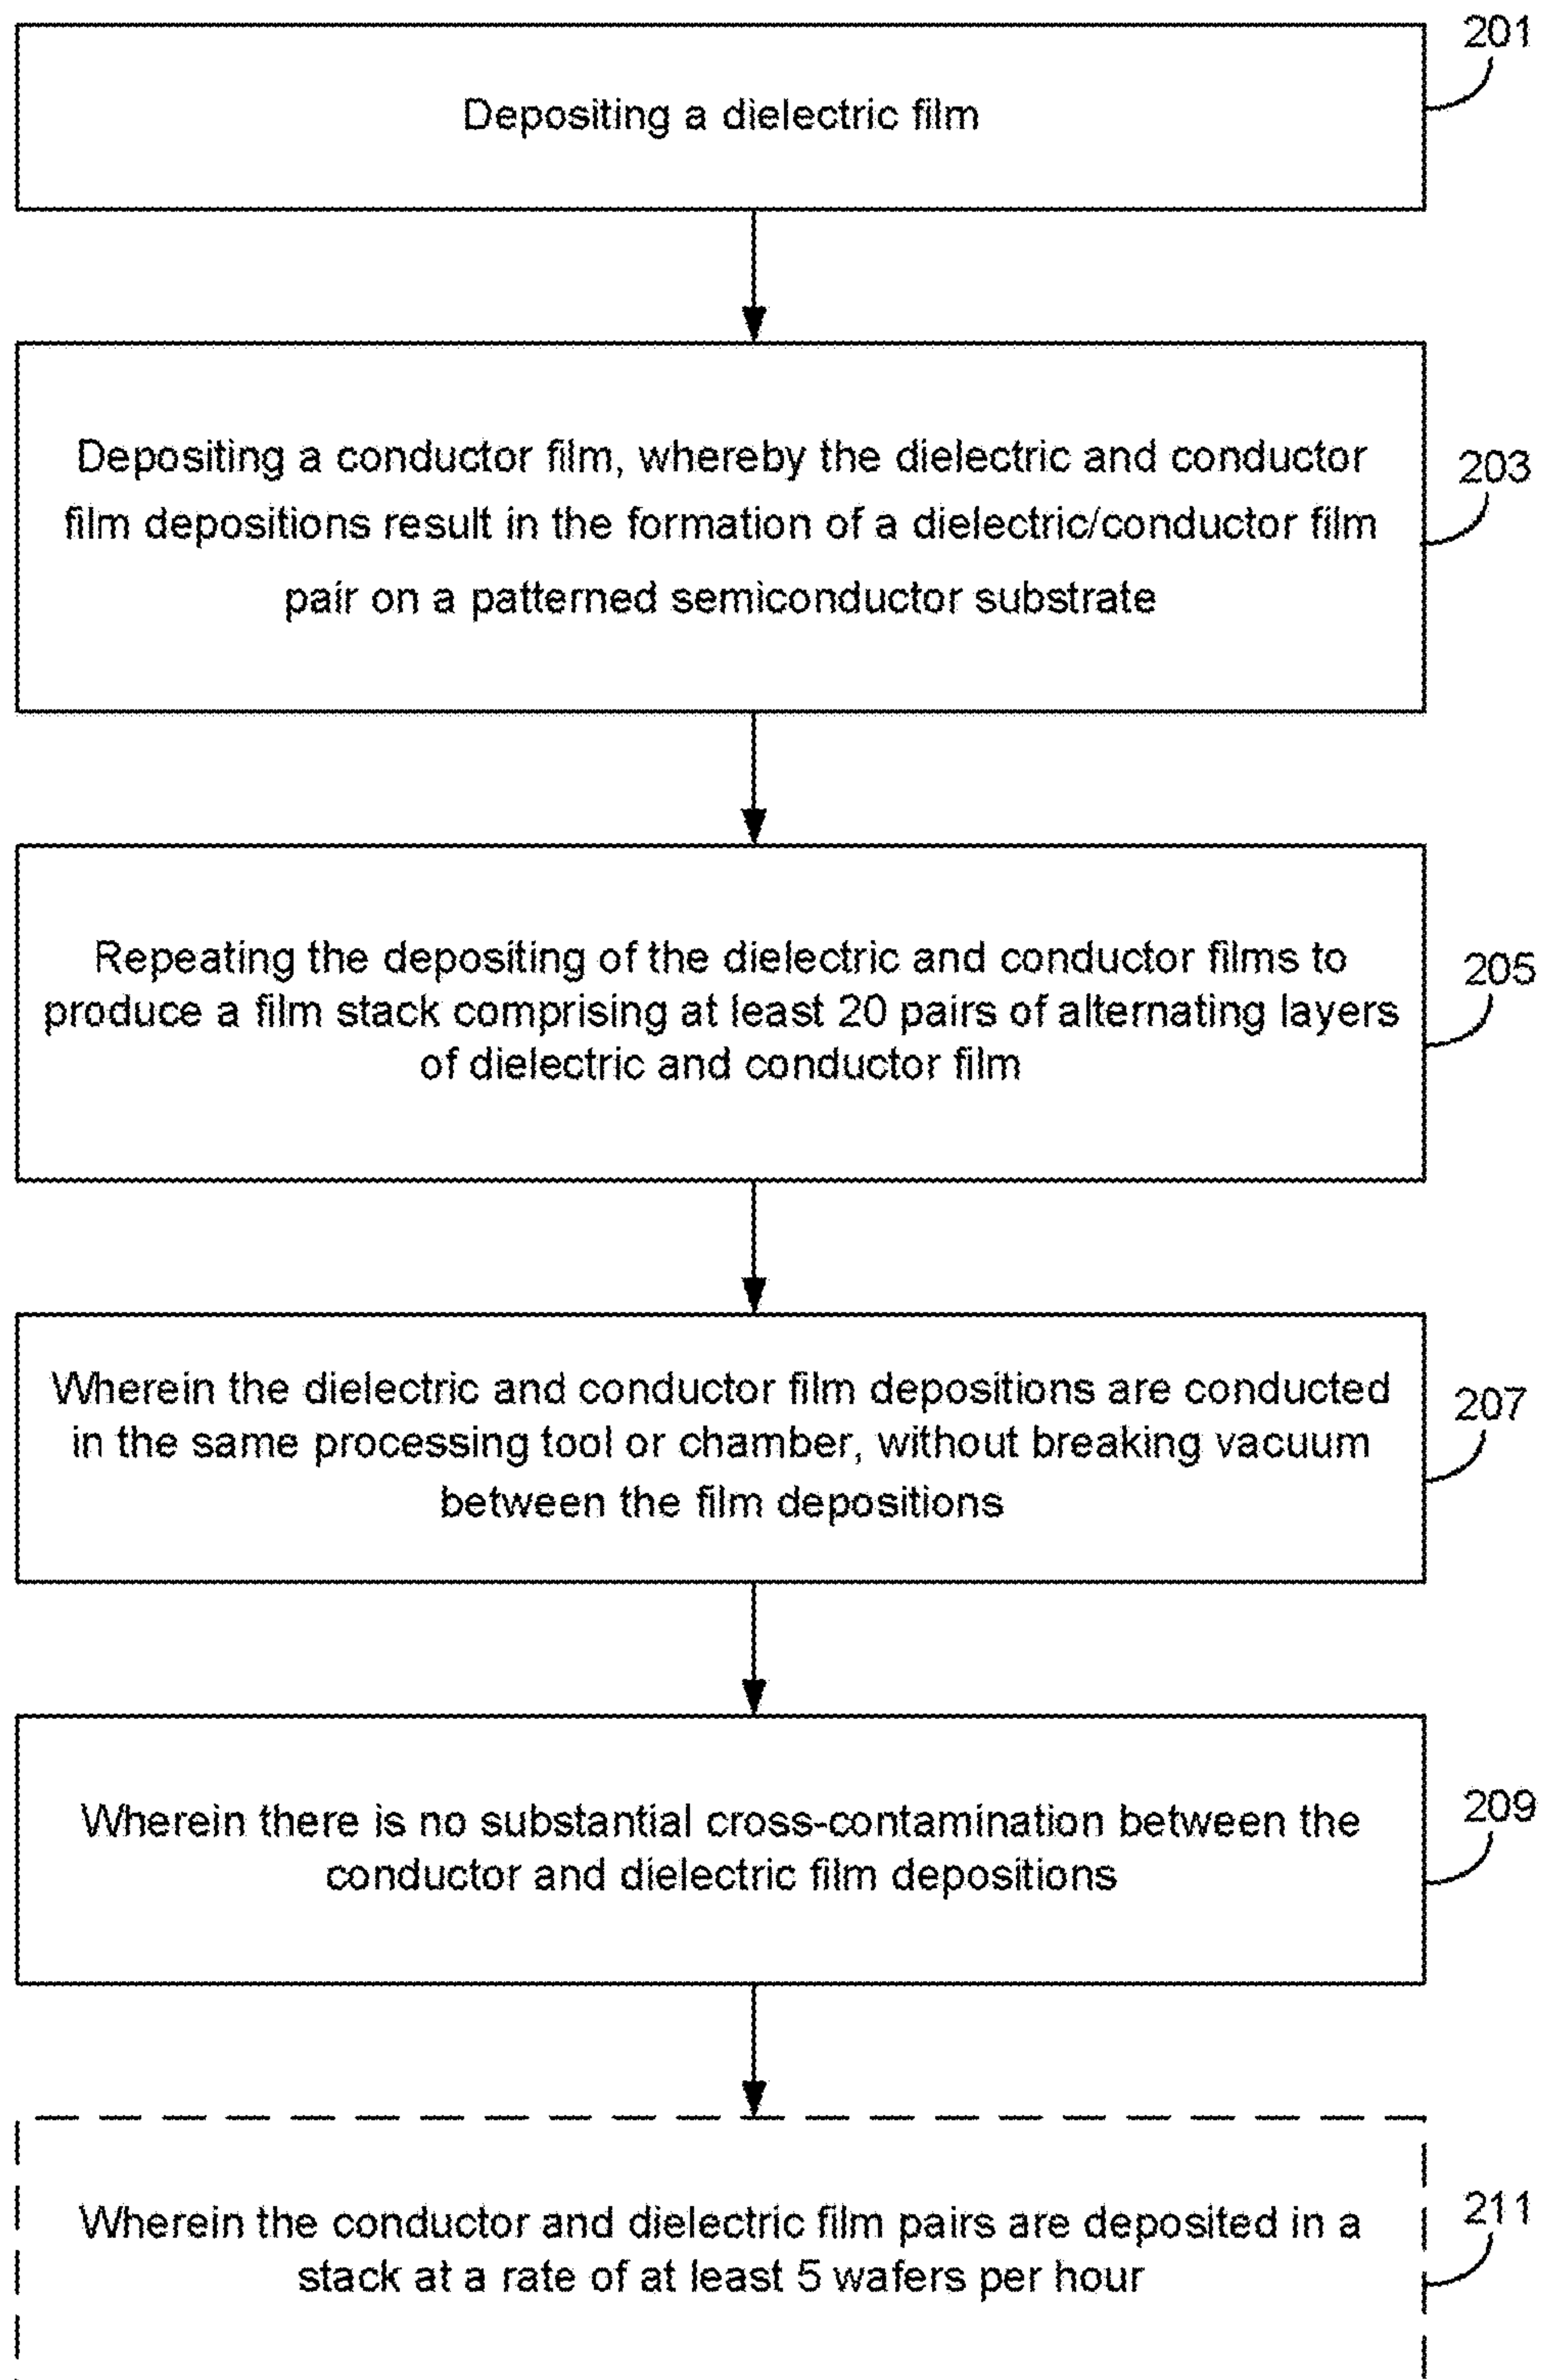 201
Depositing a dielectric film
Depositing a conductor film, whereby the dielectric and conductor
film depositions result in the formation of a dielectric/conductor film
pair on a patterned semiconductor substrate
203
Repeating the depositing of the dielectric and conductor films to
produce a film stack comprising at least 20 pairs of alternating layers
of dielectric and conductor film
205
Wherein the dielectric and conductor film depositions are conducted
in the same processing tool or chamber, without breaking vacuum
between the film depositions
207
Wherein there is no substantial cross-contamination between the
conductor and dielectric film depositions
209
Wherein the conductor and dielectric film pairs are deposited in a
stack at a rate of at least 5 wafers per hour
211